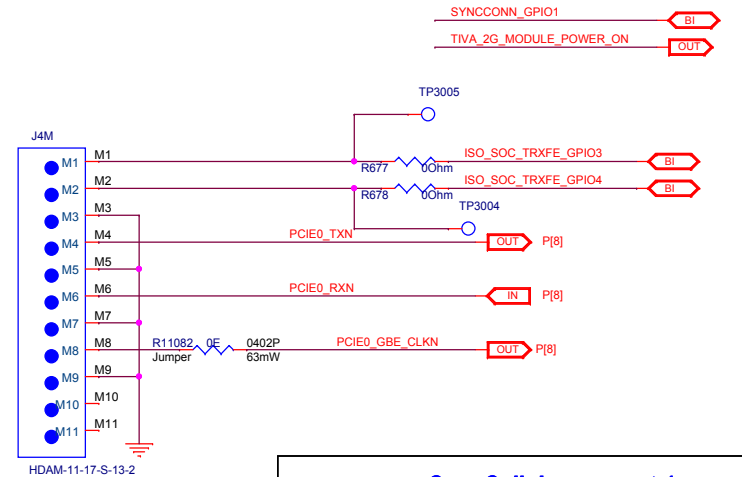 SYNCCONN_GPIO1
BI
TIVA_2G_MODULE_POWER_ON
OUT
TP3005
J4M
M1 M1
R677 0Ohm
ISO_SOC_TRXFE_GPIO3
BI
M2 M2
R678 0Ohm
ISO_SOC_TRXFE_GPIO4
BI
TP3004
M3 M3
M4 M4
PCIE0_TXN
OUT P[8]
M5 M5
M6 M6
PCIE0_RXN
IN P[8]
M7 M7
M8 M8
R11082 0E 0402P
Jumper 63mW
PCIE0_GBE_CLKN
OUT P[8]
M9 M9
M10 M10
M11 M11
HDAM-11-17-S-13-2